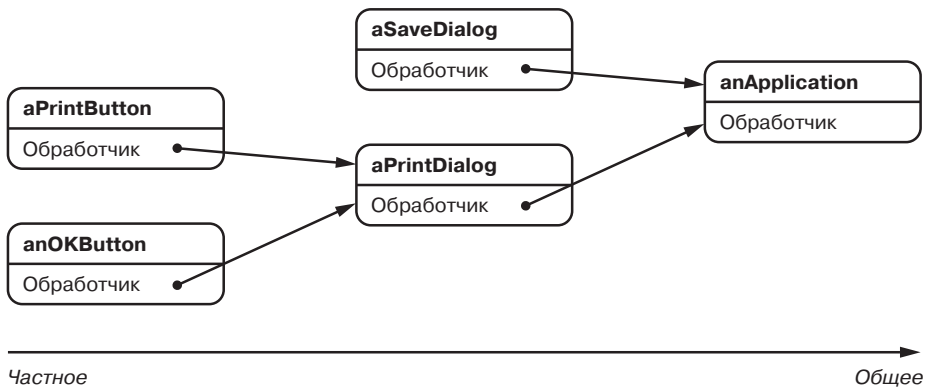 aSaveDialog
Обработчик
anApplication
Обработчик
aPrintButton
Обработчик
aPrintDialog
Обработчик
anOKButton
Обработчик
Частное
Общее